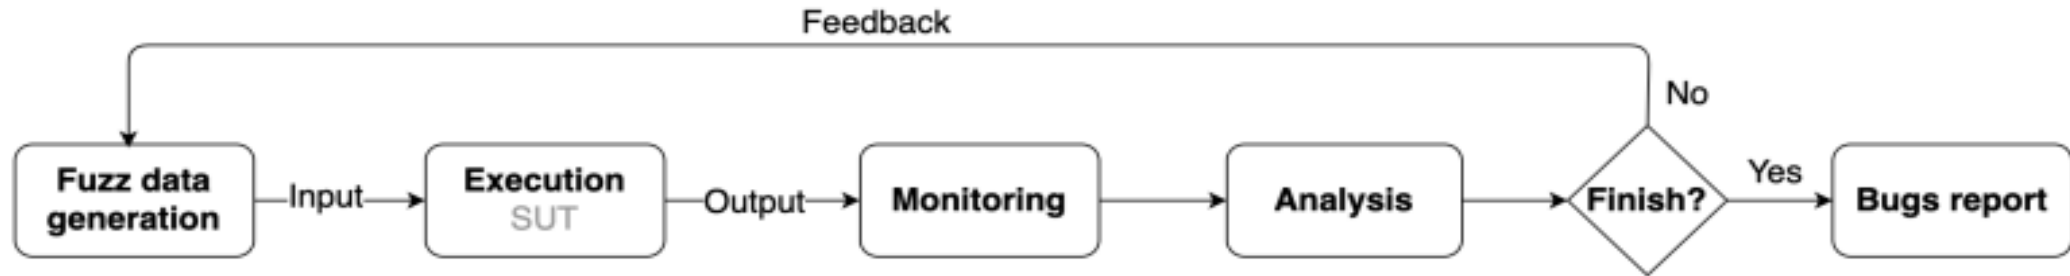 Feedback
No
Fuzz data
generation
Input
Execution
SUT
Output
Monitoring
Analysis
Finish?
Yes
Bugs report